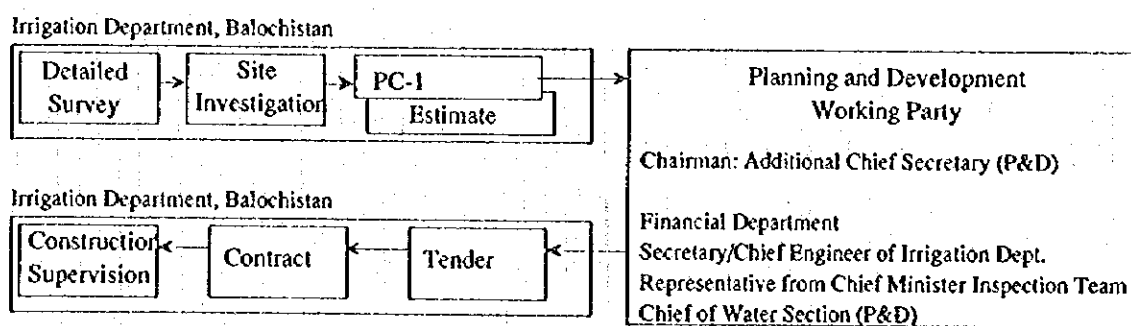 Irrigation Department, Balochistan
Detailed
Survey
Site
Investigation
PC-1
Estimate
Planning and Development
Working Party
Chairman: Additional Chief Secretary (P&D)
Financial Department
Secretary/Chief Engineer of Irrigation Dept.
Representative from Chief Minister Inspection Team
Chief of Water Section (P&D)
Irrigation Department, Balochistan
Construction
Supervision
Contract
Tender